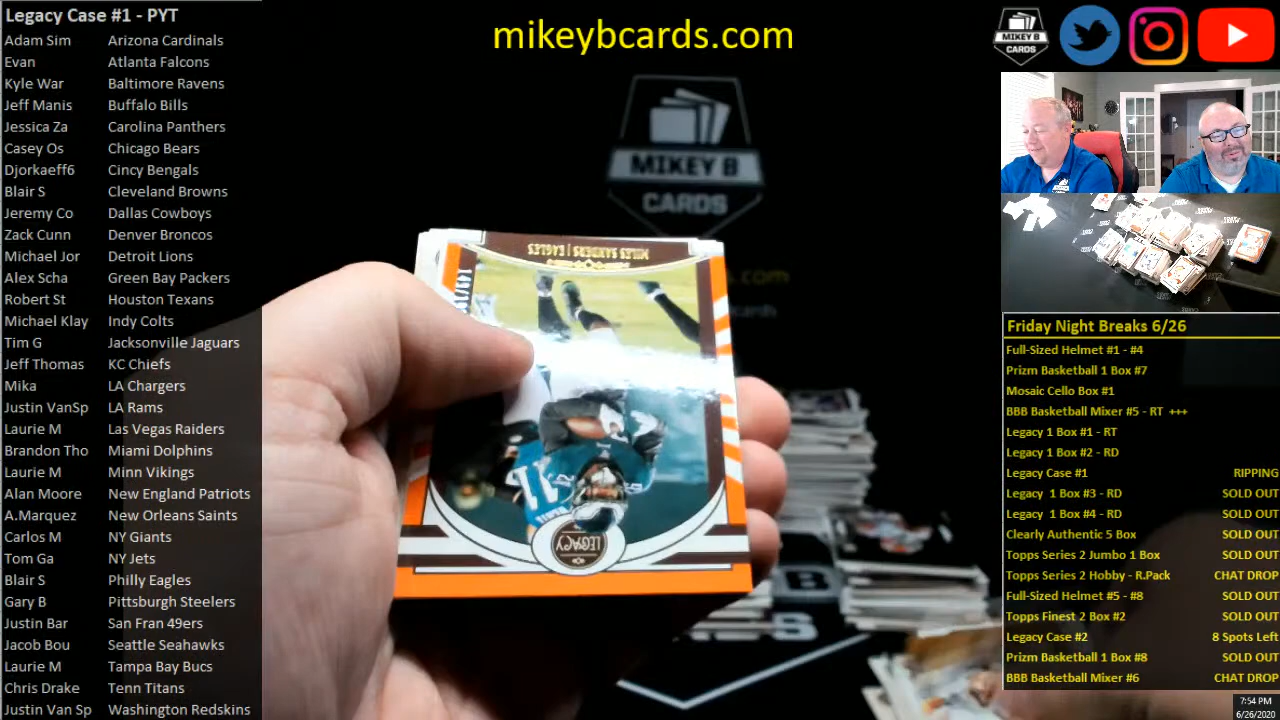 Legacy Case #1 - PYT
Adam Sim Arizona Cardinals
Evan Atlanta Falcons
Kyle War Baltimore Ravens
Jeff Manis Buffalo Bills
Jessica Za Carolina Panthers
Casey Os Chicago Bears
Djorkaeff6 Cincy Bengals
Blair S Cleveland Browns
Jeremy Co Dallas Cowboys
Zack Cunn Denver Broncos
Michael Jor Detroit Lions
Alex Scha Green Bay Packers
Robert St Houston Texans
Michael Klay Indy Colts
Tim G Jacksonville Jaguars
Jeff Thomas KC Chiefs
Mika LA Chargers
Justin VanSp LA Rams
Laurie M Las Vegas Raiders
Brandon Tho Miami Dolphins
Laurie M Minn Vikings
Alan Moore New England Patriots
A.Marquez New Orleans Saints
Carlos M NY Giants
Tom Ga NY Jets
Blair S Philly Eagles
Gary B Pittsburgh Steelers
Justin Bar San Fran 49ers
Jacob Bou Seattle Seahawks
Laurie M Tampa Bay Bucs
Chris Drake Tenn Titans
Justin Van Sp Washington Redskins
mikeybcards.com
MIKEY B
CARDS
MILES SANDERS | EAGLES
LEGACY
MIKEY B
CARDS
Friday Night Breaks 6/26
Full-Sized Helmet #1 - #4
Prizm Basketball 1 Box #7
Mosaic Cello Box #1
BBB Basketball Mixer #5 - RT +++
Legacy 1 Box #1 - RT
Legacy 1 Box #2 - RD
Legacy Case #1 RIPPING
Legacy 1 Box #3 - RD SOLD OUT
Legacy 1 Box #4 - RD SOLD OUT
Clearly Authentic 5 Box SOLD OUT
Topps Series 2 Jumbo 1 Box SOLD OUT
Topps Series 2 Hobby - R.Pack CHAT DROP
Full-Sized Helmet #5 - #8 SOLD OUT
Topps Finest 2 Box #2 SOLD OUT
Legacy Case #2 8 Spots Left
Prizm Basketball 1 Box #8 SOLD OUT
BBB Basketball Mixer #6 CHAT DROP
7:54 PM
6/26/2020